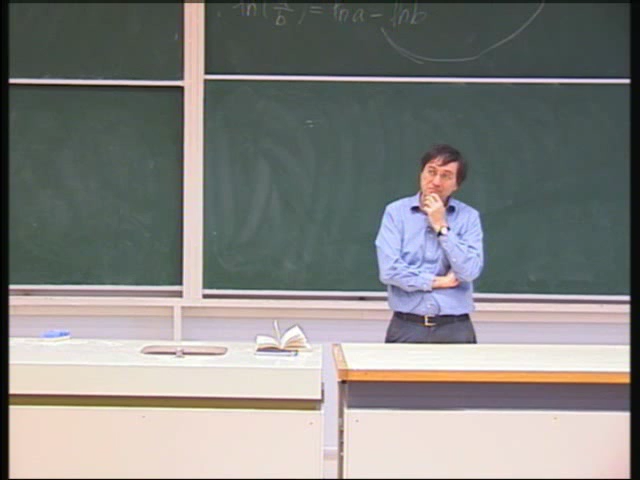 ln(a/b) = ln a - ln b